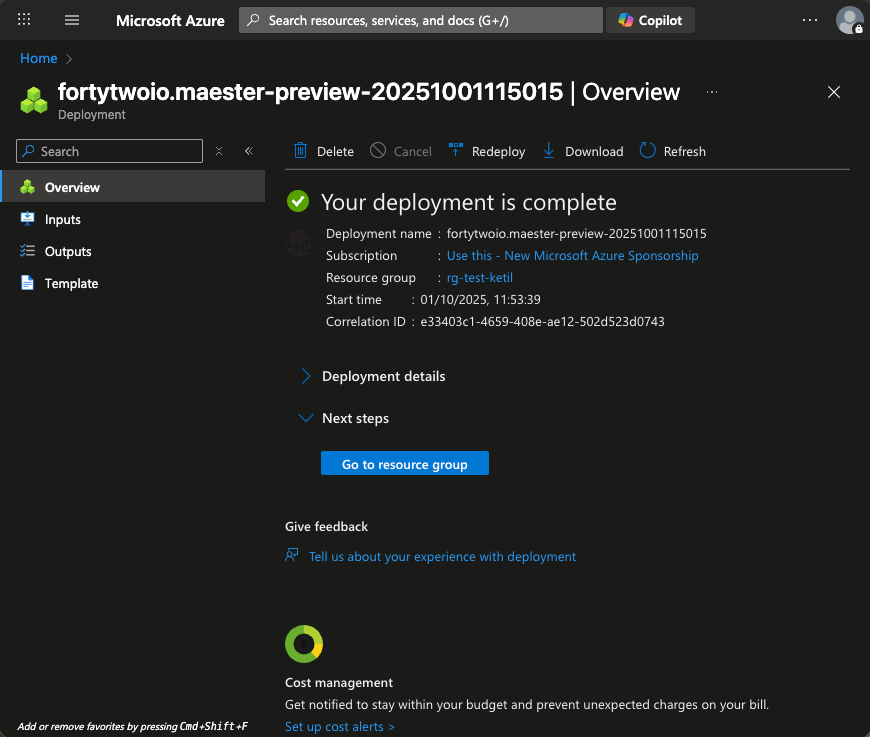 Microsoft Azure
Search resources, services, and docs (G+/)
Copilot
Home
fortytwoio.maester-preview-20251001115015 | Overview
Deployment
Search
Delete
Cancel
Redeploy
Download
Refresh
Overview
Inputs
Outputs
Template
Your deployment is complete
Deployment name : fortytwoio.maester-preview-20251001115015
Subscription : Use this - New Microsoft Azure Sponsorship
Resource group : rg-test-ketil
Start time : 01/10/2025, 11:53:39
Correlation ID : e33403c1-4659-408e-ae12-502d523d0743
Deployment details
Next steps
Go to resource group
Give feedback
Tell us about your experience with deployment
Cost management
Get notified to stay within your budget and prevent unexpected charges on your bill.
Set up cost alerts >
Add or remove favorites by pressing Cmd+Shift+F